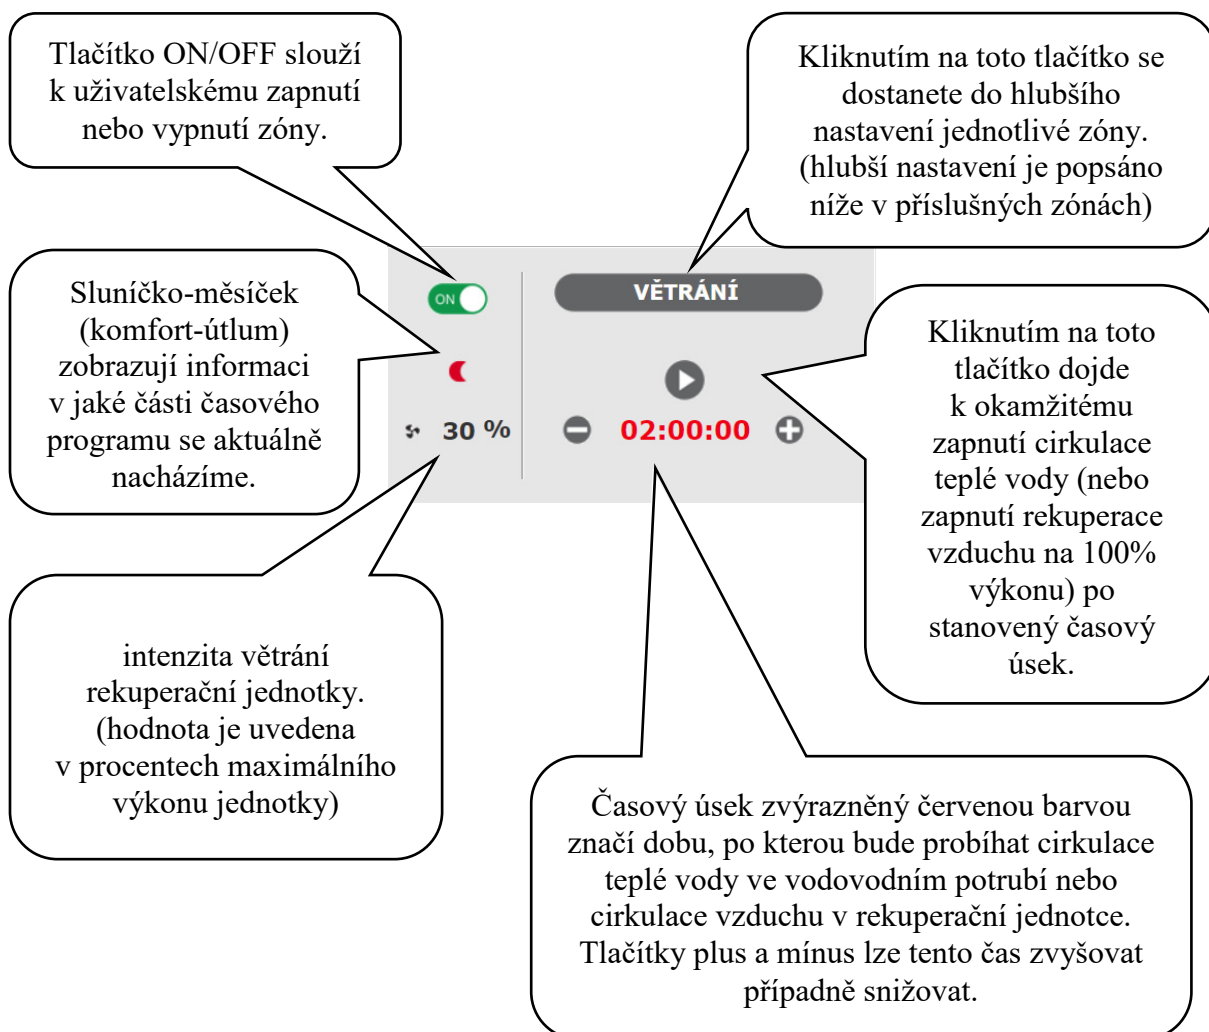 Tlačítko ON/OFF slouží
k uživatelskému zapnutí
nebo vypnutí zóny.
Kliknutím na toto tlačítko se
dostanete do hlubšího
nastavení jednotlivé zóny.
(hlubší nastavení je popsáno
níže v příslušných zónách)
Sluníčko-měsíček
(komfort-útlum)
zobrazují informaci
v jaké části časového
programu se aktuálně
nacházíme.
ON
VĚTRÁNÍ
30 %
02:00:00
Kliknutím na toto
tlačítko dojde
k okamžitému
zapnutí cirkulace
teplé vody (nebo
zapnutí rekuperace
vzduchu na 100%
výkonu) po
stanovený časový
úsek.
intenzita větrání
rekuperační jednotky.
(hodnota je uvedena
v procentech maximálního
výkonu jednotky)
Časový úsek zvýrazněný červenou barvou
značí dobu, po kterou bude probíhat cirkulace
teplé vody ve vodovodním potrubí nebo
cirkulace vzduchu v rekuperační jednotce.
Tlačítky plus a mínus lze tento čas zvyšovat
případně snižovat.